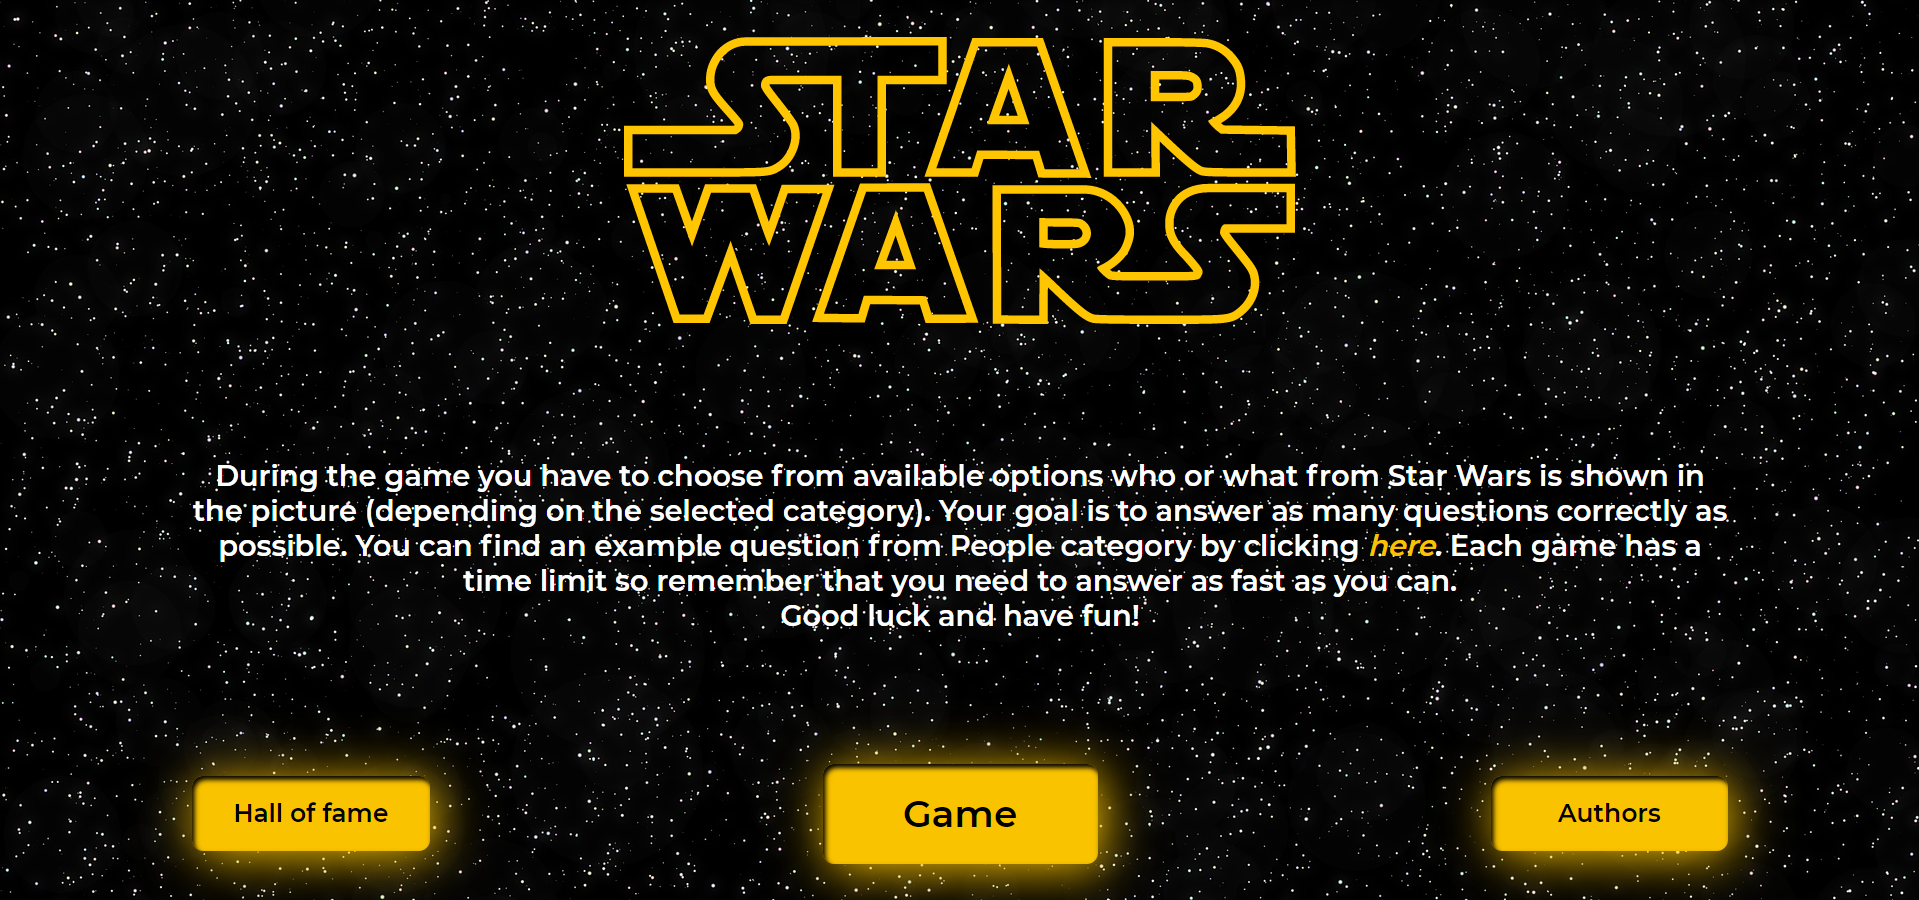 STAR
WARS
During the game you have to choose from available options who or what from Star Wars is shown in
the picture (depending on the selected category). Your goal is to answer as many questions correctly as
possible. You can find an example question from People category by clicking here. Each game has a
time limit so remember that you need to answer as fast as you can.
Good luck and have fun!
Hall of fame
Game
Authors